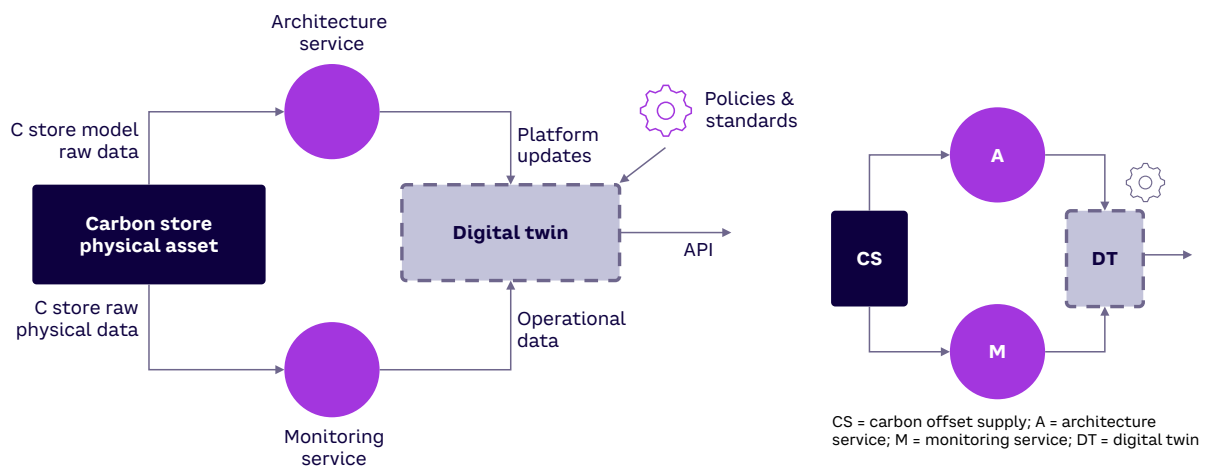 Architecture
service
C store model
raw data
Platform
updates
Policies &
standards
Carbon store
physical asset
Digital twin
API
C store raw
physical data
Operational
data
Monitoring
service
A
CS
DT
M
CS = carbon offset supply; A = architecture
service; M = monitoring service; DT = digital twin